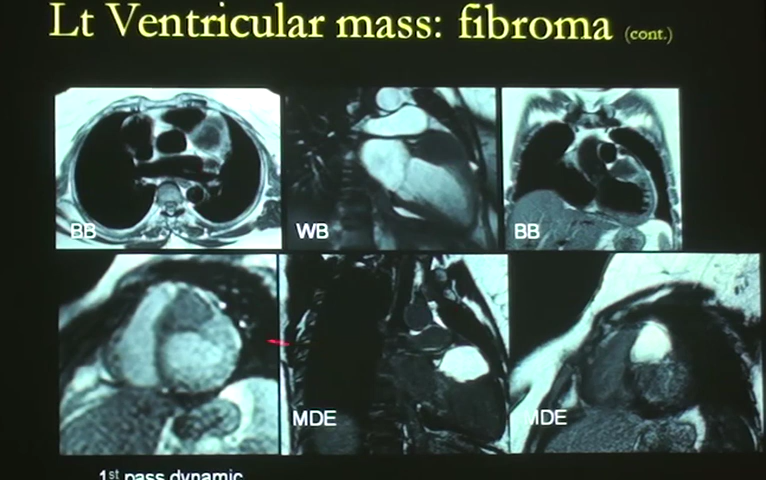 Lt Ventricular mass: fibroma (cont.)
BB
WB
BB
MDE
MDE
1st pass dynamic